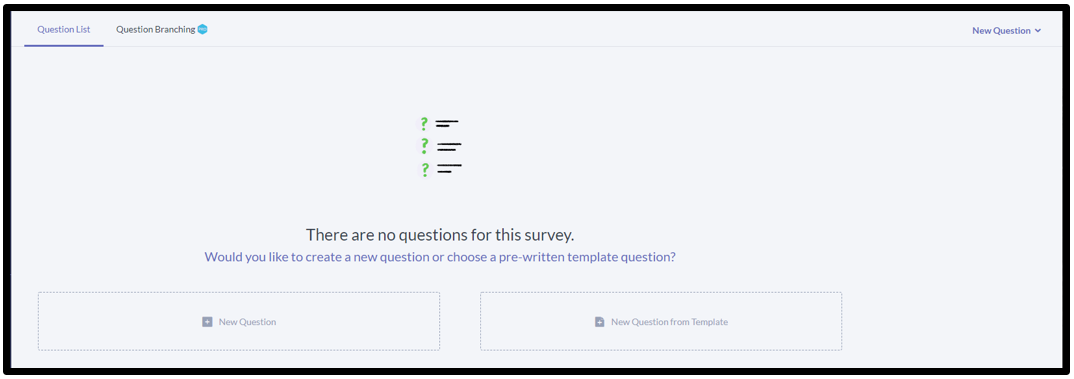 Question List
Question Branching
New Question
?
?
?
There are no questions for this survey.
Would you like to create a new question or choose a pre-written template question?
New Question
New Question from Template